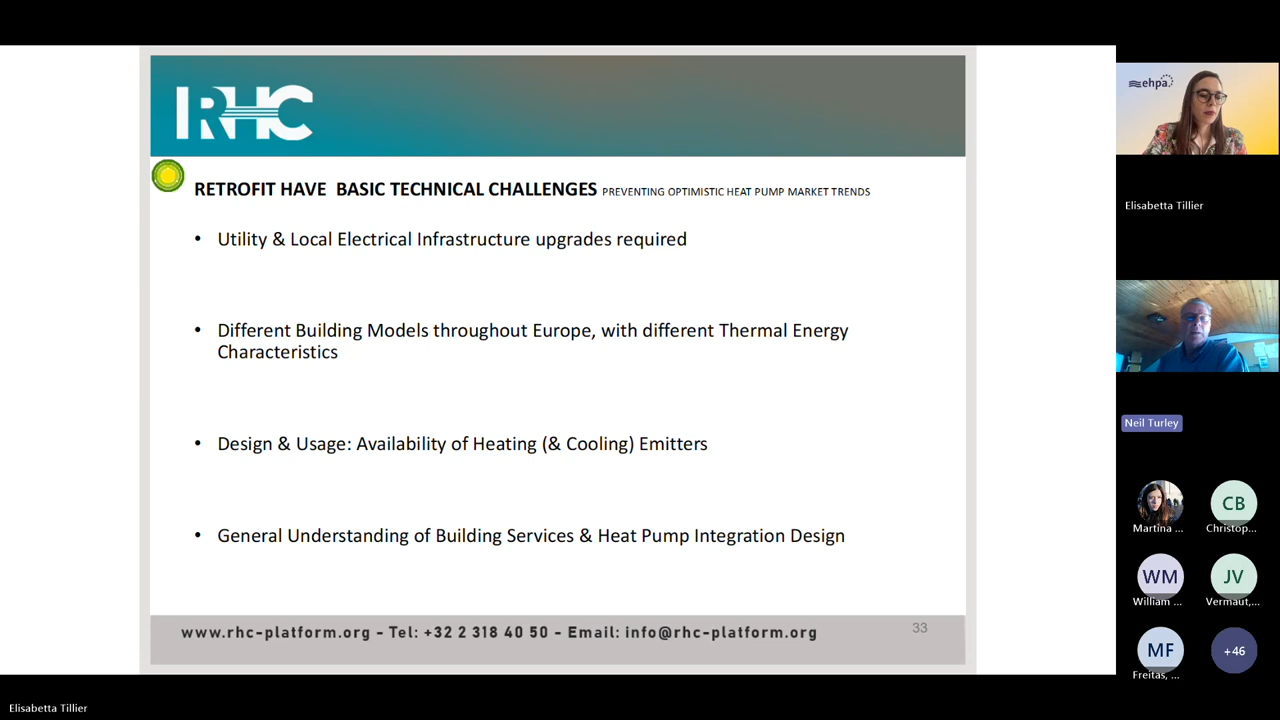 RHC
RETROFIT HAVE BASIC TECHNICAL CHALLENGES PREVENTING OPTIMISTIC HEAT PUMP MARKET TRENDS
• Utility & Local Electrical Infrastructure upgrades required
• Different Building Models throughout Europe, with different Thermal Energy
Characteristics
• Design & Usage: Availability of Heating (& Cooling) Emitters
• General Understanding of Building Services & Heat Pump Integration Design
www.rhc-platform.org - Tel: +32 2 318 40 50 - Email: info@rhc-platform.org
33
ehpa
Elisabetta Tillier
Neil Turley
CB
Martina ...
Christop...
WM
JV
William ...
Vermaut,...
MF
+46
Freitas, ...
Elisabetta Tillier